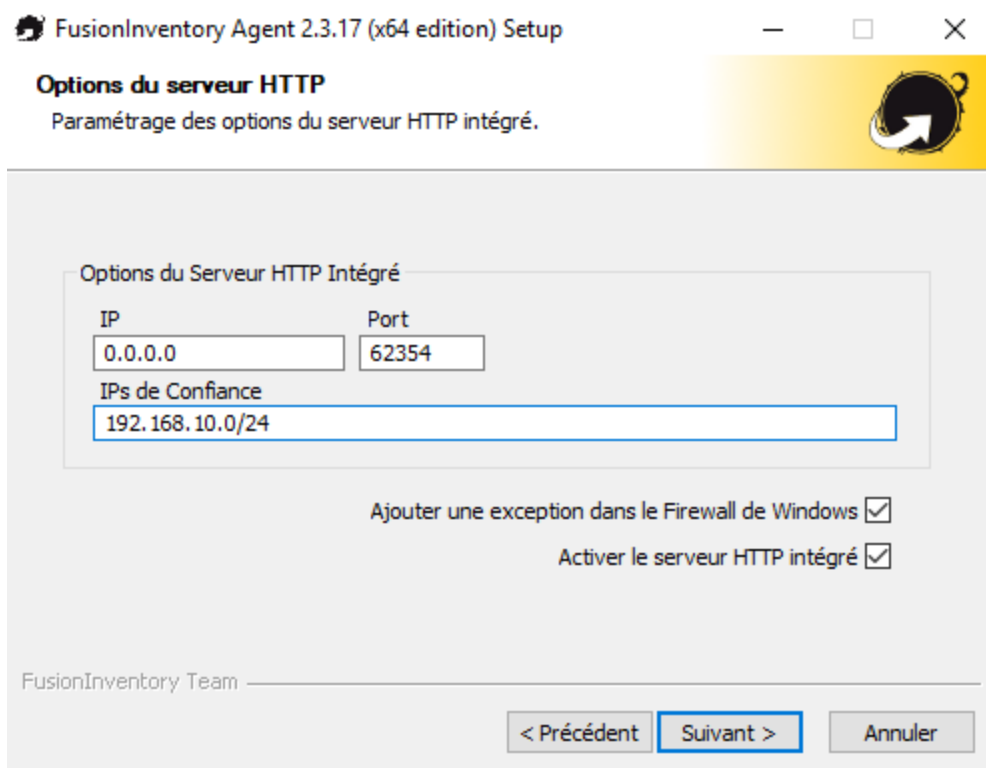 FusionInventory Agent 2.3.17 (x64 edition) Setup
Options du serveur HTTP
Paramétrage des options du serveur HTTP intégré.
Options du Serveur HTTP Intégré
IP Port
0.0.0.0 62354
IPs de Confiance
192.168.10.0/24
Ajouter une exception dans le Firewall de Windows
Activer le serveur HTTP intégré
FusionInventory Team
< Précédent Suivant > Annuler